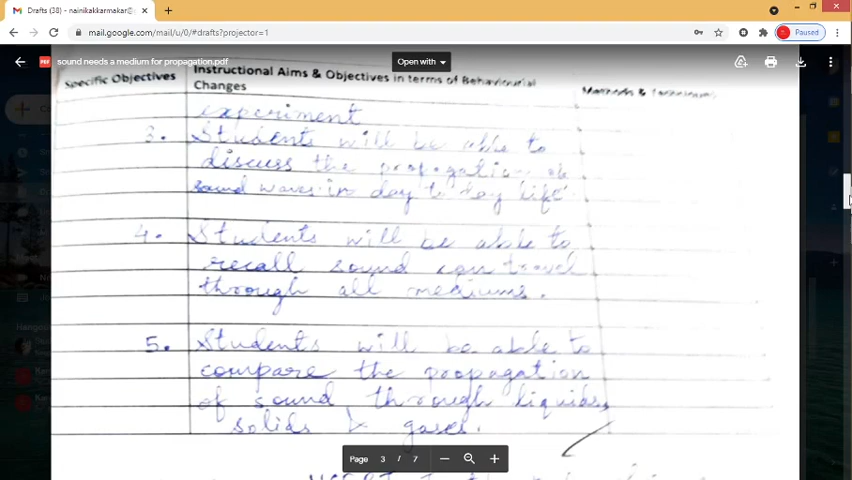 Drafts (38) - nainikakkarmakar@
mail.google.com/mail/u/0/#drafts?projector=1
Paused
sound needs a medium for propagation.pdf
Open with
Specific Objectives
Instructional Aims & Objectives in terms of Behaviourial
Changes
Methods &
experiment
3. Students will be able to
discuss the propagation of
sound waves in day to day life.
4. Students will be able to
recall sound can travel
through all mediums.
5. Students will be able to
compare the propagation
of sound through liquids,
solids & gases.
Page 3 / 7